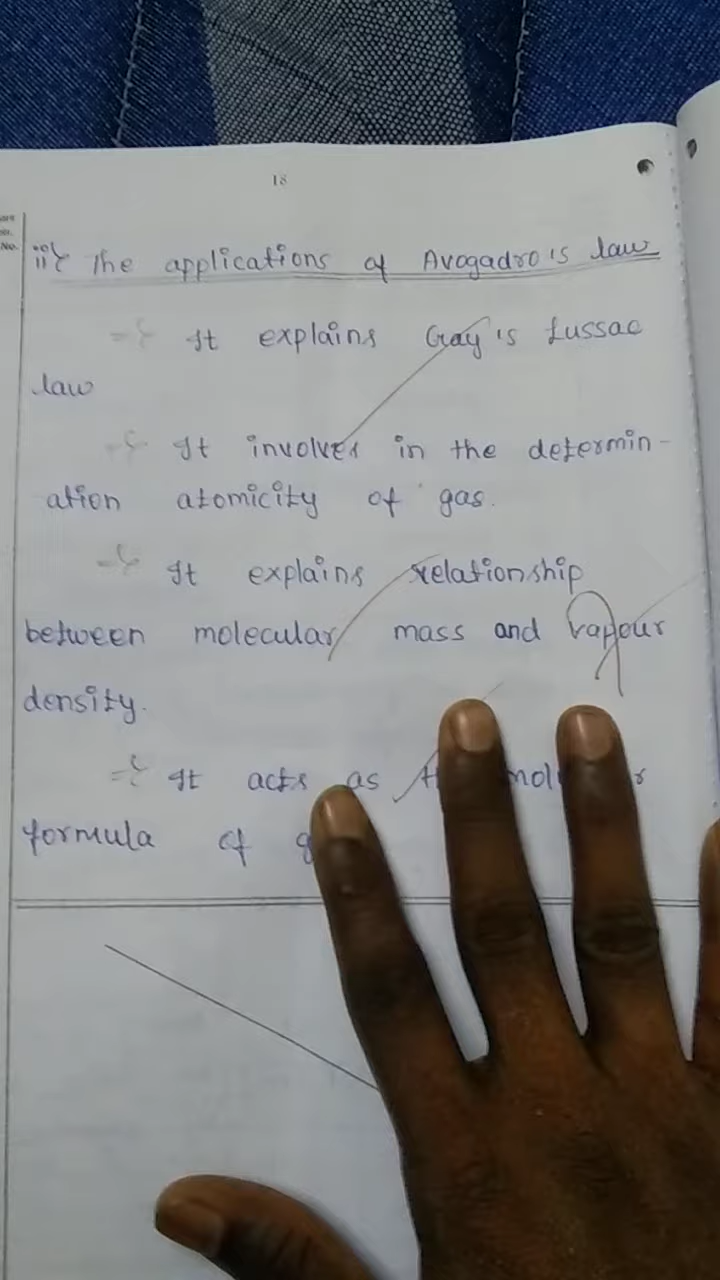 18
No.
ii) The applications of Avogadro's law
=> It explains Gay's Lussac
law
=> It involves in the determin-
ation atomicity of gas.
=> It explains relationship
between molecular mass and vapour
density.
=> It acts as
formula of